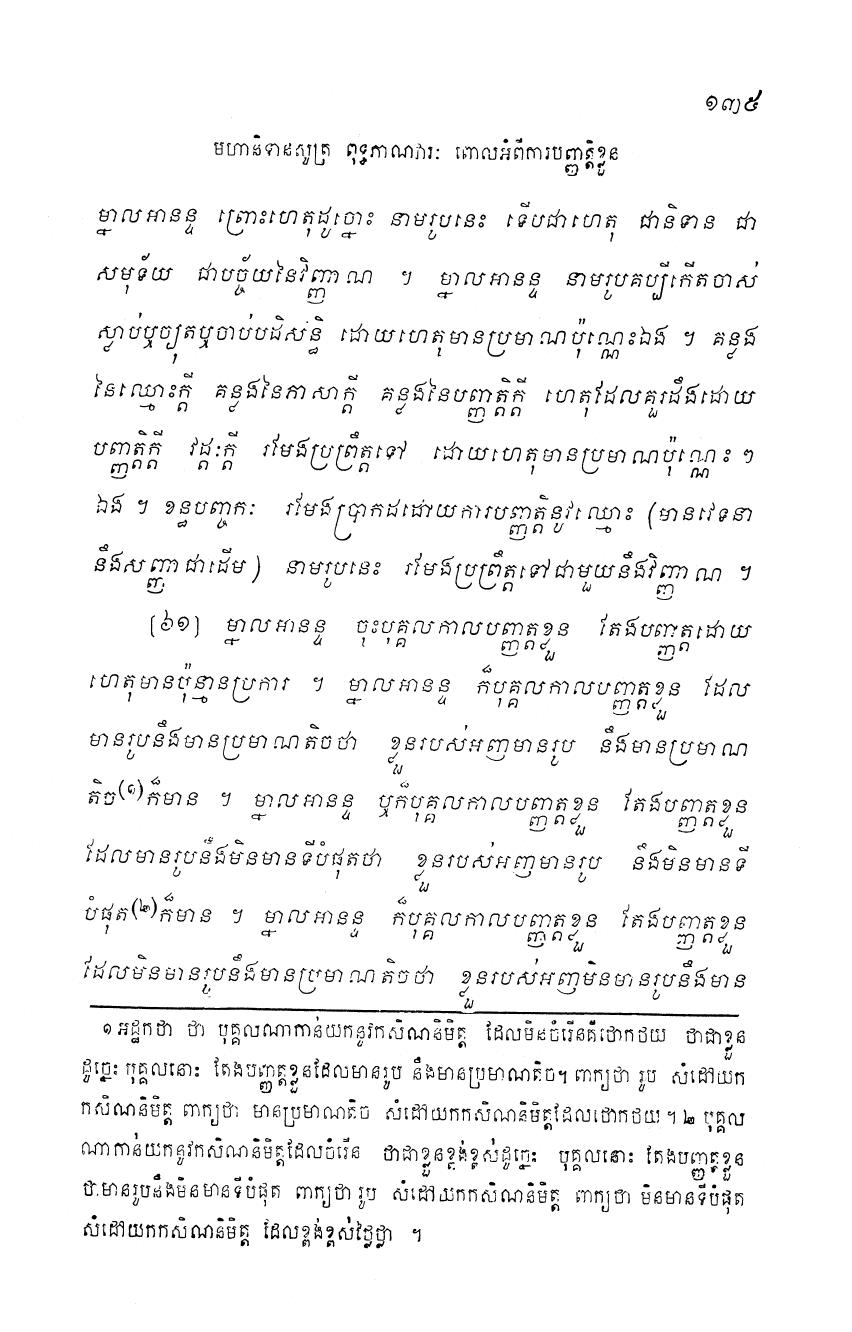 ១៣៥
មហានិទានសូត្រ ពុទ្ធភាណវារៈ ពោលអំពីការបញ្ញត្តិខ្លួន
ម្នាលអានន្ទ ព្រោះហេតុដូច្នោះ នាមរូបនេះ ទើបជាហេតុ ជានិទាន ជា
សមុទ័យ ជាបច្ច័យនៃវិញ្ញាណ ។ ម្នាលអានន្ទ នាមរូបគប្បីកើតចាស់
ស្លាប់ឬច្យុតឬចាប់បដិសន្ធិ ដោយហេតុមានប្រមាណប៉ុណ្ណេះឯង ។ គន្លង
នៃឈ្មោះក្តី គន្លងនៃភាសាក្តី គន្លងនៃបញ្ញត្តិក្តី ហេតុដែលគួរដឹងដោយ
បញ្ញត្តិក្តី វដ្តៈក្តី រមែងប្រព្រឹត្តទៅ ដោយហេតុមានប្រមាណប៉ុណ្ណេះ ៗ
ឯង ។ ខន្ធបញ្ចកៈ រមែងប្រាកដដោយការបញ្ញត្តិនូវឈ្មោះ (មានវេទនា
នឹងសញ្ញាជាដើម) នាមរូបនេះ រមែងប្រព្រឹត្តទៅជាមួយនឹងវិញ្ញាណ ។
[៦១] ម្នាលអានន្ទ ចុះបុគ្គលកាលបញ្ញត្តខ្លួន តែងបញ្ញត្តដោយ
ហេតុមានប៉ុន្មានប្រការ ។ ម្នាលអានន្ទ ក៏បុគ្គលកាលបញ្ញត្តខ្លួន ដែល
មានរូបនឹងមានប្រមាណតិចថា ខ្លួនរបស់អញមានរូប នឹងមានប្រមាណ
តិច(១)ក៏មាន ។ ម្នាលអានន្ទ ឬក៏បុគ្គលកាលបញ្ញត្តខ្លួន តែងបញ្ញត្តខ្លួន
ដែលមានរូបនឹងមិនមានទីបំផុតថា ខ្លួនរបស់អញមានរូប នឹងមិនមានទី
បំផុត(២)ក៏មាន ។ ម្នាលអានន្ទ ក៏បុគ្គលកាលបញ្ញត្តខ្លួន តែងបញ្ញត្តខ្លួន
ដែលមិនមានរូបនឹងមានប្រមាណតិចថា ខ្លួនរបស់អញមិនមានរូបនឹងមាន
១ អដ្ឋកថា ថា បុគ្គលណាកាន់យកនូវកសិណនិមិត្ត ដែលមិនចំរើនគឺថោកថយ ថាជាខ្លួន
ដូច្នេះ បុគ្គលនោះ តែងបញ្ញត្តខ្លួនដែលមានរូប នឹងមានប្រមាណតិច។ ពាក្យថា រូប សំដៅយក
កសិណនិមិត្ត ពាក្យថា មានប្រមាណតិច សំដៅយកកសិណនិមិត្តដែលថោកថយ ។ ២ បុគ្គល
ណាកាន់យកនូវកសិណនិមិត្តដែលចំរើន ថាជាខ្លួនខ្ពង់ខ្ពស់ដូច្នេះ បុគ្គលនោះ តែងបញ្ញត្តខ្លួន
ថាមានរូបនឹងមិនមានទីបំផុត ពាក្យថា រូប សំដៅយកកសិណនិមិត្ត ពាក្យថា មិនមានទីបំផុត
សំដៅយកកសិណនិមិត្ត ដែលខ្ពង់ខ្ពស់ថ្លៃថ្លា ។